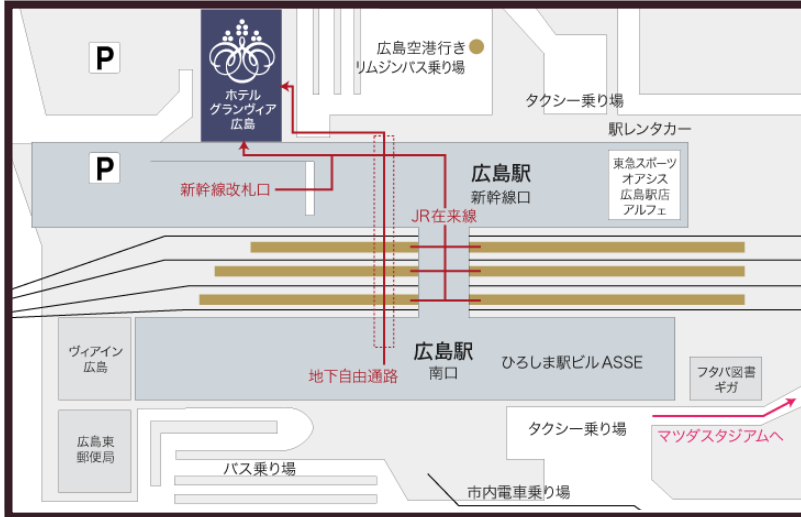 P
ホテル
グランヴィア
広島
広島空港行き
リムジンバス乗り場
タクシー乗り場
駅レンタカー
P
新幹線改札口
広島駅
新幹線口
JR在来線
東急スポーツ
オアシス
広島駅店
アルフェ
ヴィアイン
広島
地下自由通路
広島駅
南口
ひろしま駅ビル ASSE
フタバ図書
ギガ
広島東
郵便局
バス乗り場
タクシー乗り場
マツダスタジアムへ
市内電車乗り場